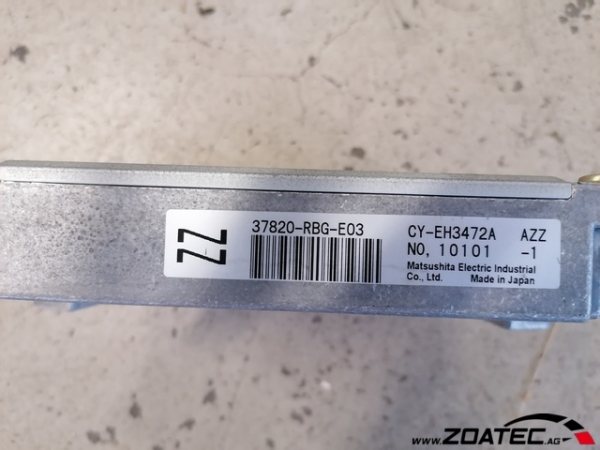 ZZ
37820-RBG-E03
CY-EH3472A AZZ
NO, 10101 -1
Matsushita Electric Industrial
Co., Ltd. Made in Japan
www.ZOATEC.AG